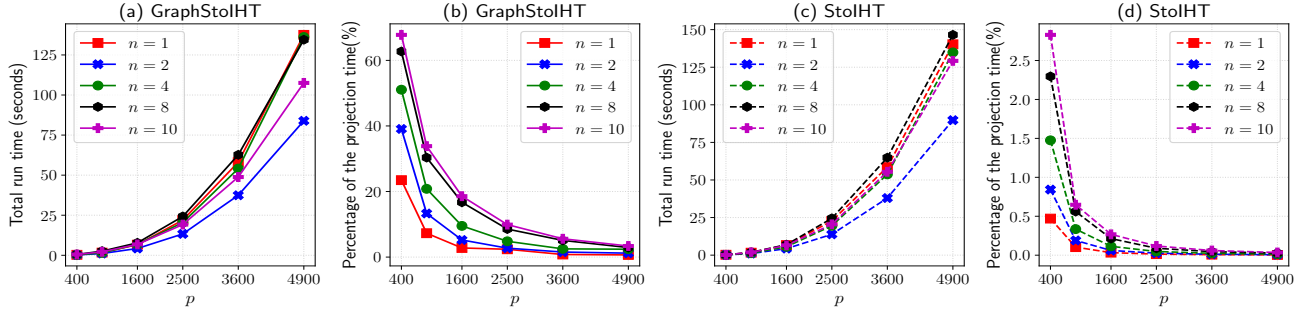 (a) GraphStoIHT
Total run time (seconds)
125
100
75
50
25
0
n = 1
n = 2
n = 4
n = 8
n = 10
400
1600
2500
3600
4900
p
(b) GraphStoIHT
Percentage of the projection time(%)
60
40
20
0
n = 1
n = 2
n = 4
n = 8
n = 10
400
1600
2500
3600
4900
p
(c) StoIHT
Total run time (seconds)
150
125
100
75
50
25
0
n = 1
n = 2
n = 4
n = 8
n = 10
400
1600
2500
3600
4900
p
(d) StoIHT
Percentage of the projection time(%)
2.5
2.0
1.5
1.0
0.5
0.0
n = 1
n = 2
n = 4
n = 8
n = 10
400
1600
2500
3600
4900
p